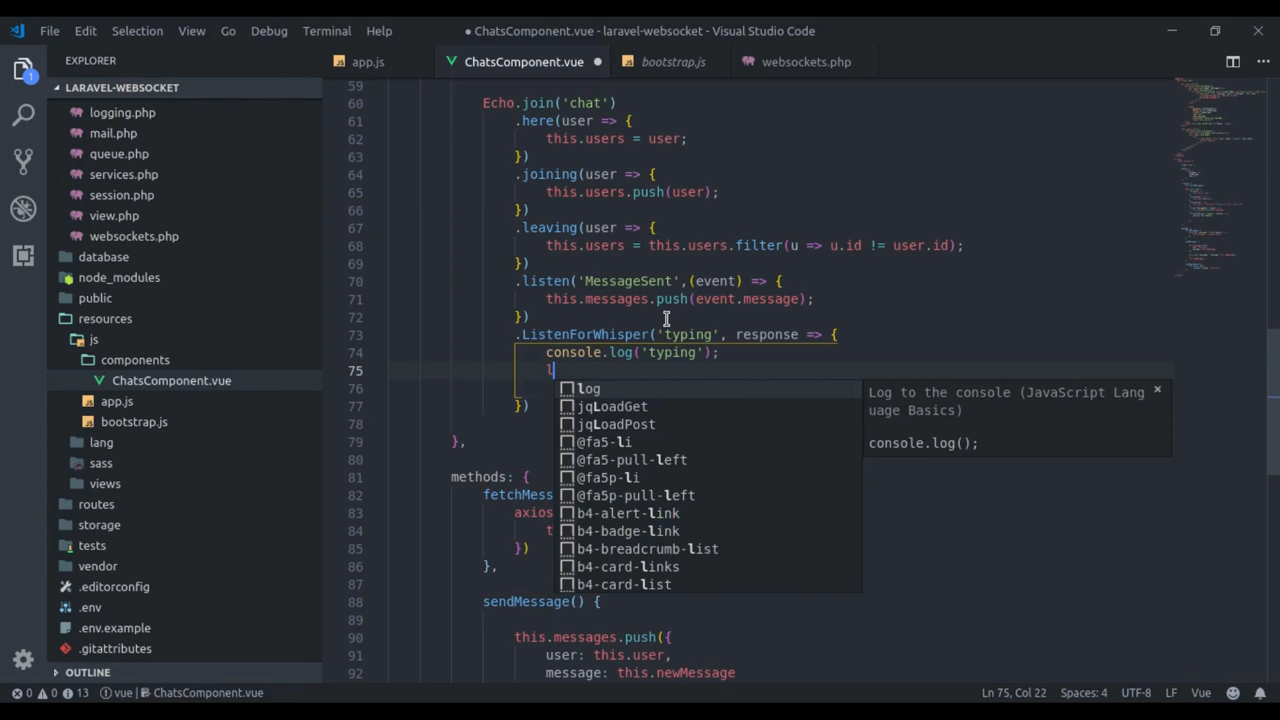 File Edit Selection View Go Debug Terminal Help
● ChatsComponent.vue - laravel-websocket - Visual Studio Code
EXPLORER
1
app.js
ChatsComponent.vue
bootstrap.js
websockets.php
LARAVEL-WEBSOCKET
logging.php
mail.php
queue.php
services.php
session.php
view.php
websockets.php
database
node_modules
public
resources
js
components
ChatsComponent.vue
app.js
bootstrap.js
lang
sass
views
routes
storage
tests
vendor
.editorconfig
.env
.env.example
.gitattributes
OUTLINE
59
60 Echo.join('chat')
61 .here(user => {
62 this.users = user;
63 })
64 .joining(user => {
65 this.users.push(user);
66 })
67 .leaving(user => {
68 this.users = this.users.filter(u => u.id != user.id);
69 })
70 .listen('MessageSent',(event) => {
71 this.messages.push(event.message);
72 })
73 .ListenForWhisper('typing', response => {
74 console.log('typing');
75 l
76
77 })
78
79 },
80
81 methods: {
82 fetchMess
83 axios
84 t
85 })
86 },
87
88 sendMessage() {
89
90 this.messages.push({
91 user: this.user,
92 message: this.newMessage
log
jqLoadGet
jqLoadPost
@fa5-li
@fa5-pull-left
@fa5p-li
@fa5p-pull-left
b4-alert-link
b4-badge-link
b4-breadcrumb-list
b4-card-links
b4-card-list
Log to the console (JavaScript Lang
uage Basics)
console.log();
0 0 13 vue ChatsComponent.vue
Ln 75, Col 22 Spaces: 4 UTF-8 LF Vue